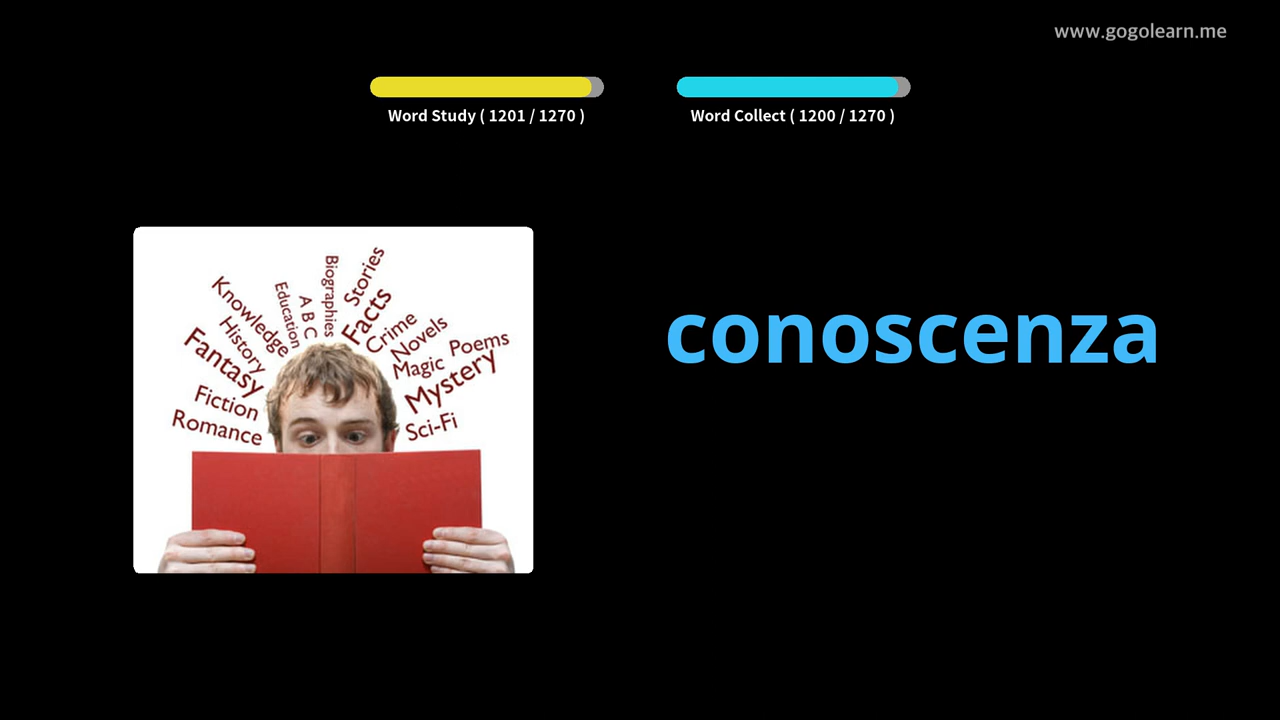 www.gogolearn.me
Word Study ( 1201 / 1270 )
Word Collect ( 1200 / 1270 )
Romance
Fiction
Fantasy
History
Knowledge
Education
A B C
Biographies
Stories
Facts
Crime
Novels
Magic
Poems
Mystery
Sci-Fi
conoscenza